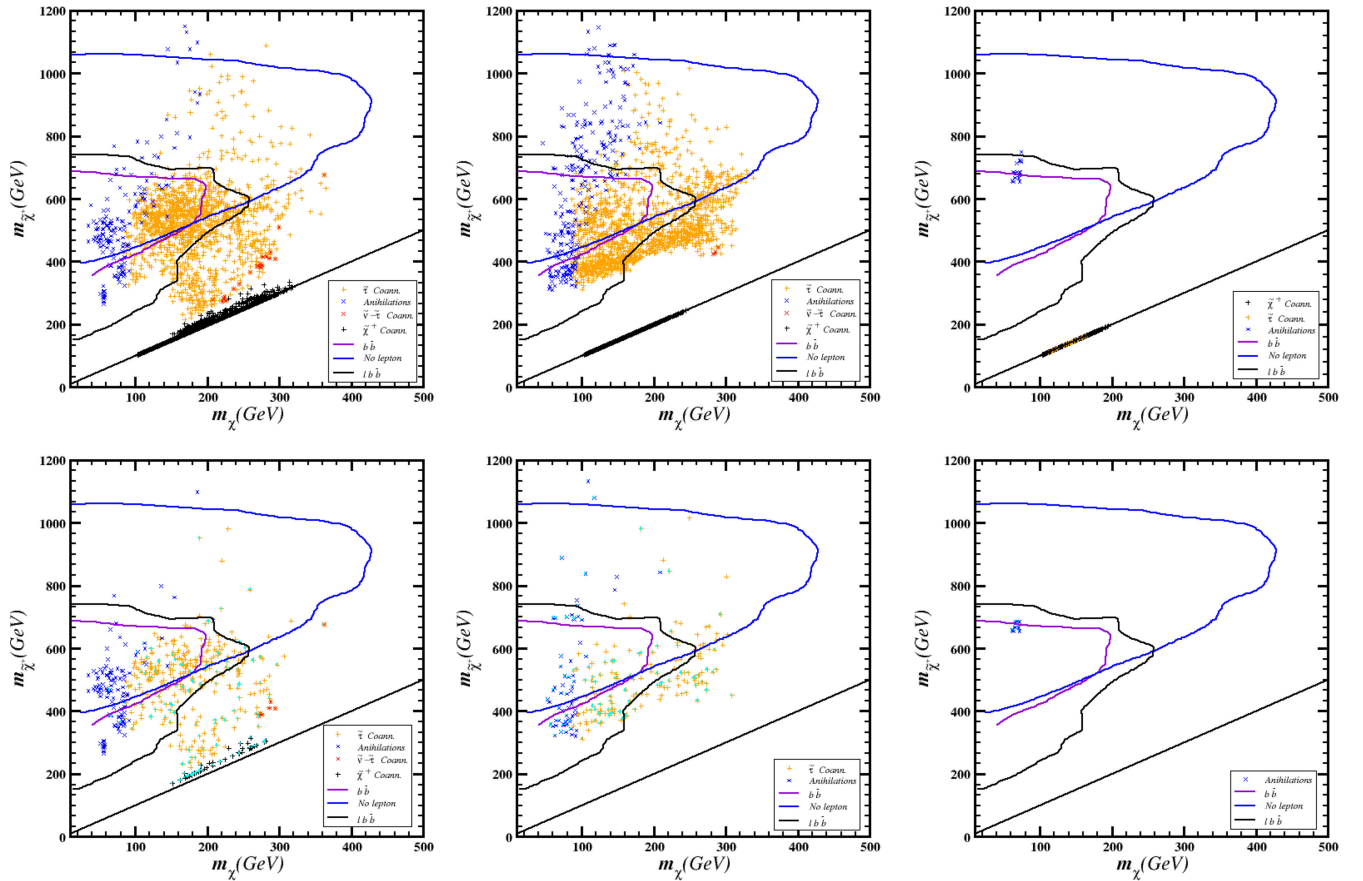 1200
1000
800
600
400
200
0
m_χ̃⁺(GeV)
100 200 300 400 500
m_χ(GeV)
τ̃ Coann.
Anihilations
ν̃-τ̃ Coann.
χ̃⁺ Coann.
b b̄
No lepton
l b b̄
1200
1000
800
600
400
200
0
m_χ̃⁺(GeV)
0 100 200 300 400 500
m_χ(GeV)
τ̃ Coann.
Anihilations
ν̃-τ̃ Coann.
χ̃⁺ Coann.
b b̄
No lepton
l b b̄
1200
1000
800
600
400
200
0
m_χ̃⁺(GeV)
100 200 300 400 500
m_χ(GeV)
χ̃⁺ Coann.
τ̃ Coann.
Anihilations
b b̄
No lepton
l b b̄
1200
1000
800
600
400
200
0
m_χ̃⁺(GeV)
100 200 300 400 500
m_χ(GeV)
τ̃ Coann.
Anihilations
ν̃-τ̃ Coann.
χ̃⁺ Coann.
b b̄
No lepton
l b b̄
1200
1000
800
600
400
200
0
m_χ̃⁺(GeV)
0 100 200 300 400 500
m_χ(GeV)
τ̃ Coann.
Anihilations
b b̄
No lepton
l b b̄
1200
1000
800
600
400
200
0
m_χ̃⁺(GeV)
100 200 300 400 500
m_χ(GeV)
Anihilations
b b̄
No lepton
l b b̄